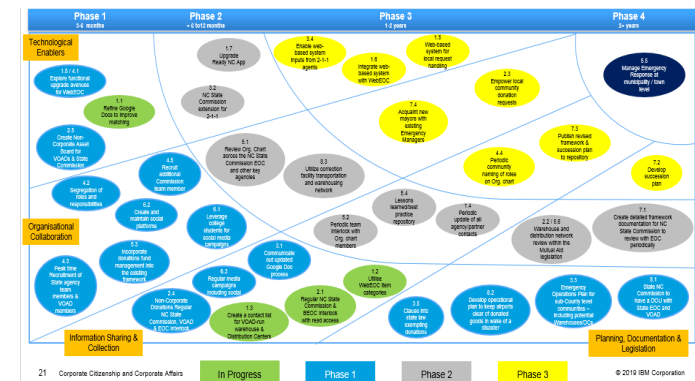 Phase 1
3-6 months
Phase 2
+ 6 to12 months
Phase 3
1-2 years
Phase 4
2+ years
Technological
Enablers
1.5 / 4.1
Explore functional
upgrade avenues
for WebEOC
1.1
Refine Google
Docs to improve
matching
2.5
Create Non-
Corporate Asset
Board for
VOADs & State
Commission
1.7
Upgrade
Ready NC App
3.2
NC State
Commission
extension for
2-1-1
3.4
Enable web-
based system
inputs from 2-1-1
agents
1.6
Integrate web-
based system
with WebEOC
1.5
Web-based
system for
local request
handling
2.3
Empower local
community
donation
requests
7.4
Acquaint new
mayors with
existing
Emergency
Managers
5.5
Manage Emergency
Response at
municipality / town
level
4.2
Segregation of
roles and
responsibilities
4.5
Recruit
additional
Commission
team member
5.1
Review Org. Chart
across the NC State
Commission EOC
and other key
agencies
8.3
Utilize correction
facility transportation
and warehousing
network
4.4
Periodic
community
naming of roles
on Org. chart
7.3
Publish revised
framework &
succession plan
to repository
7.2
Develop
succession
plan
Organisational
Collaboration
6.2
Create and
maintain social
platforms
6.1
Leverage
college
students for
social media
campaigns
5.2
Periodic team
interlock with
Org. chart
members
5.4
Lessons
learned/best
practice
repository
1.4
Periodic
update of all
agency/partner
contacts
2.2 / 5.6
Warehouse and
distribution network
review within the
Mutual Aid
legislation
7.1
Create detailed framework
documentation for NC
State Commission to
review with EOC
periodically
4.3
Peak time
Recruitment of
State agency
team
members &
VOAD
members
5.3
Incorporate
donations fund
management into
the existing
framework
3.1
Communicate
out updated
Google Doc
process
6.3
Regular media
campaigns
including social
2.4
Non-Corporate
Donations Regular
NC State
Commission, VOAD
& EOC Interlock
1.3
Create a contact list
for VOAD-run
warehouse &
Distribution Centers
2.1
Regular NC State
Commission &
BEOC Interlock
with read access
1.2
Utilise
WebEOC item
categories
3.5
Clause into
state law
exempting
donations
8.2
Develop operational
plan to keep airports
clear of donated
goods in wake of a
disaster
3.3
Emergency
Operations Plan for
sub-County level
communities –
including potential
Warehouses/DCs
8.1
State NC
Commission to
have a DOU with
State EOC and
VOAD
Information Sharing &
Collection
Planning, Documentation &
Legislation
21 Corporate Citizenship and Corporate Affairs
In Progress
Phase 1
Phase 2
Phase 3
© 2019 IBM Corporation